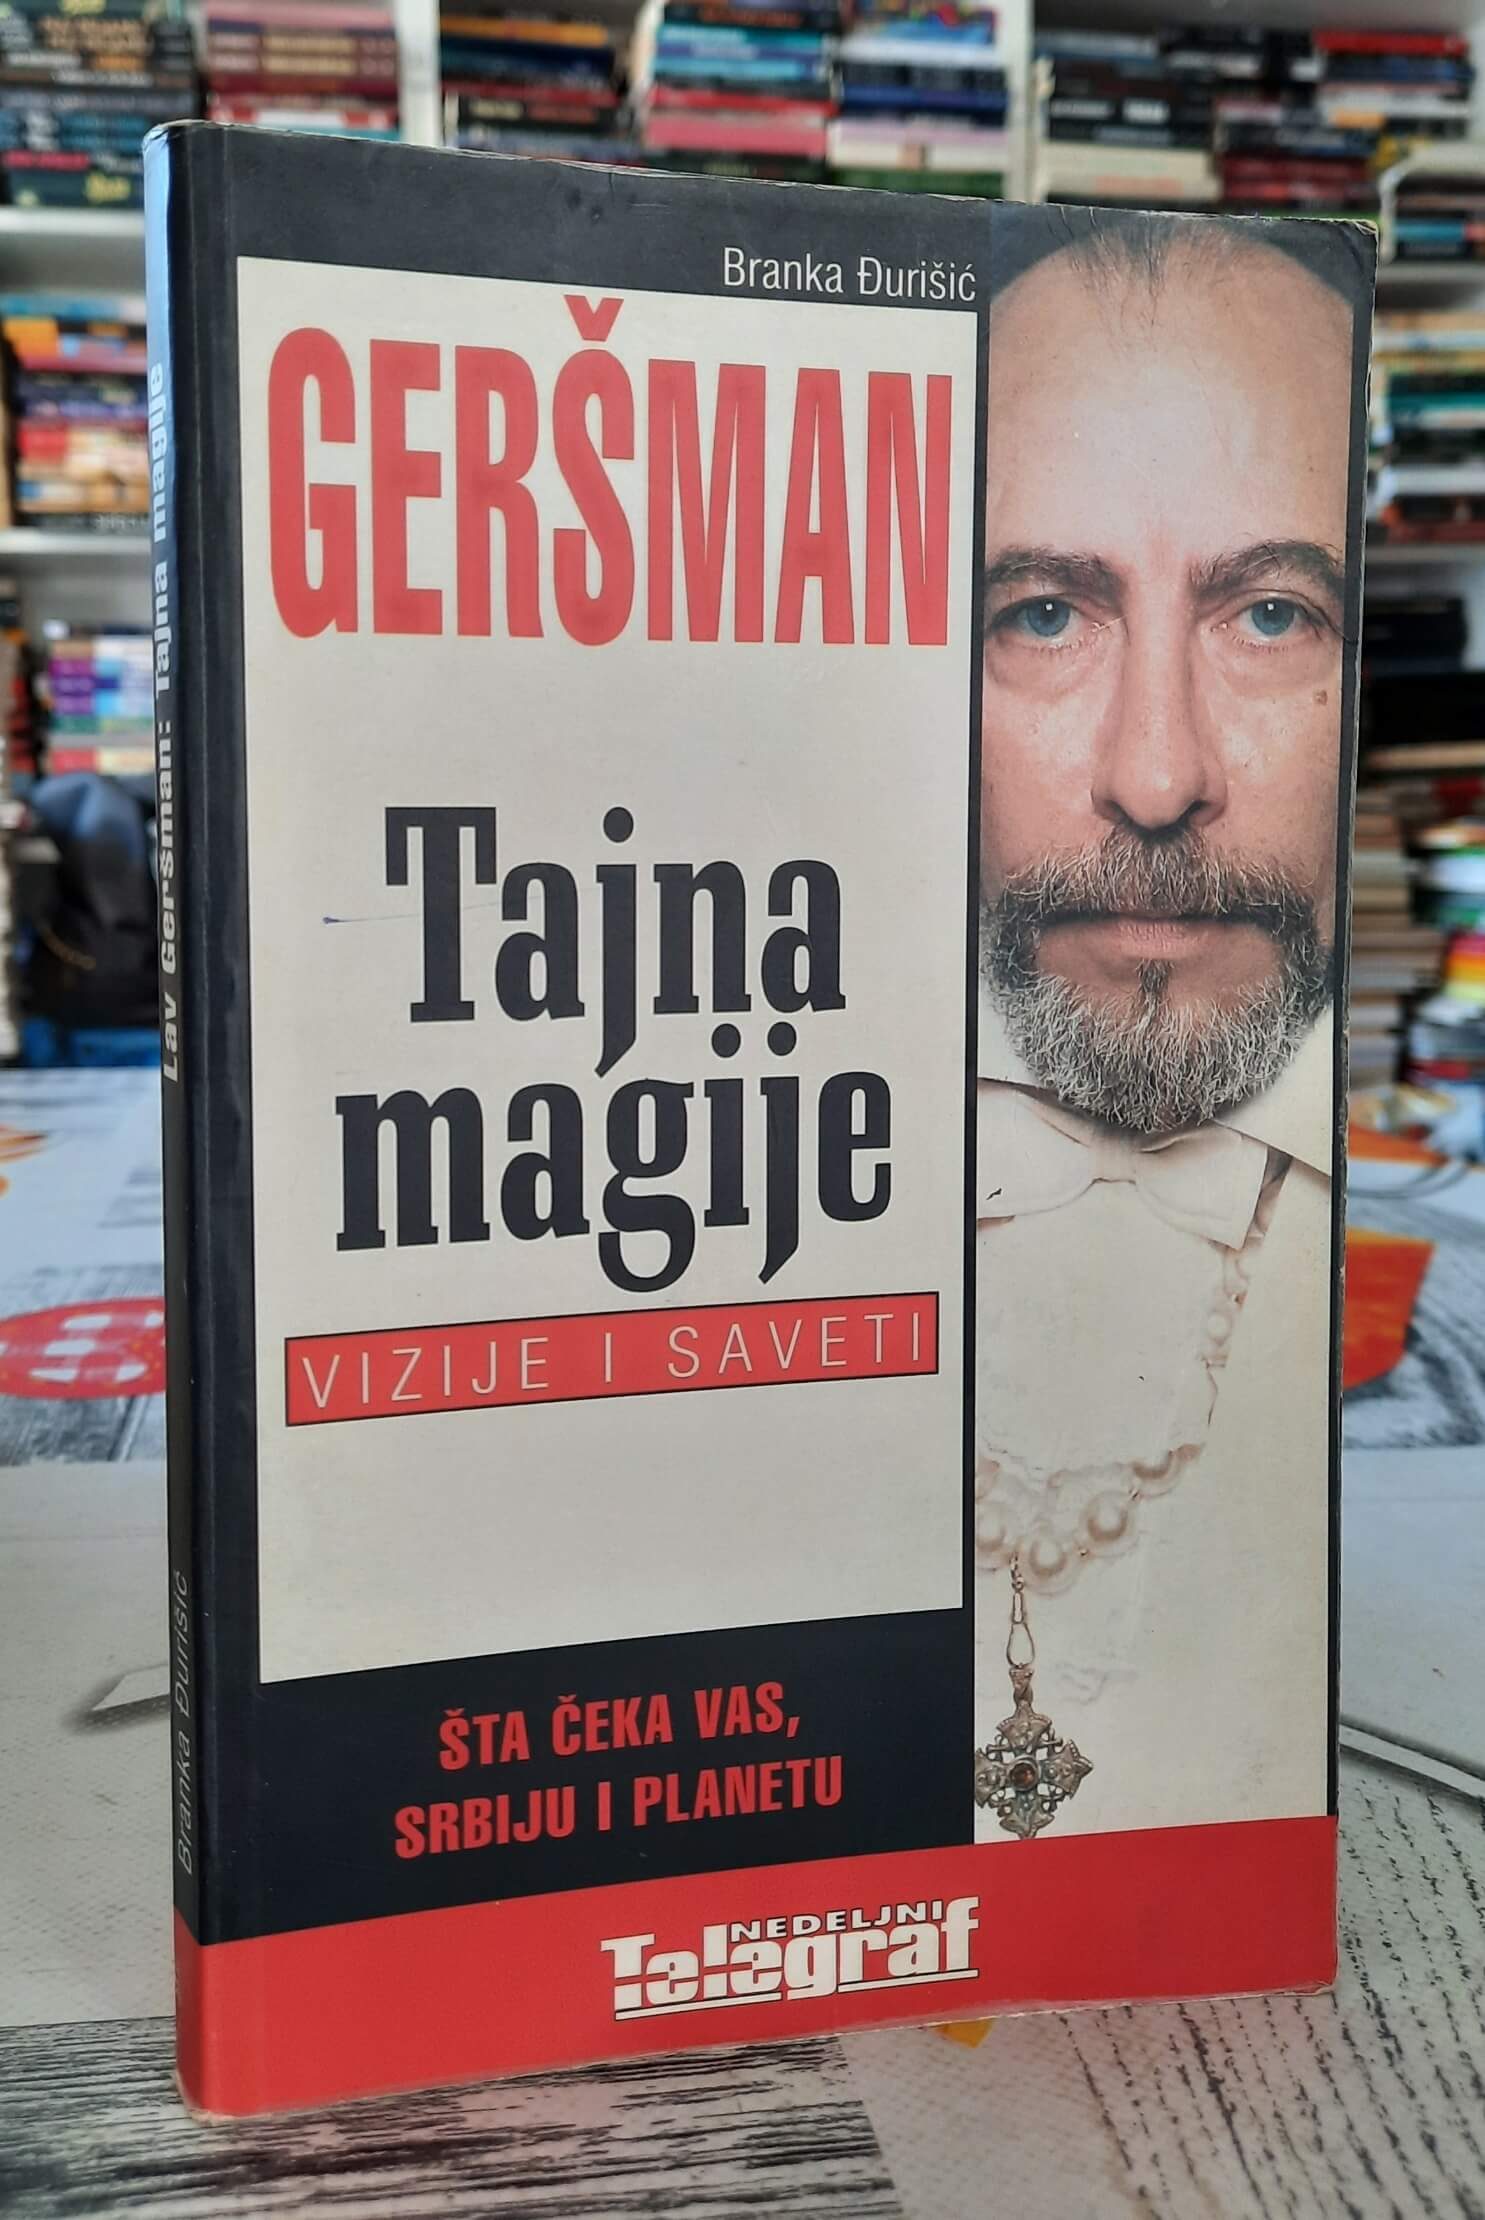 Branka Đurišić
GERŠMAN
Tajna
magije
VIZIJE I SAVETI
ŠTA ČEKA VAS,
SRBIJU I PLANETU
NEDELJNI
Telegraf
Lav Geršman: Tajna magije
Branka Đurišić